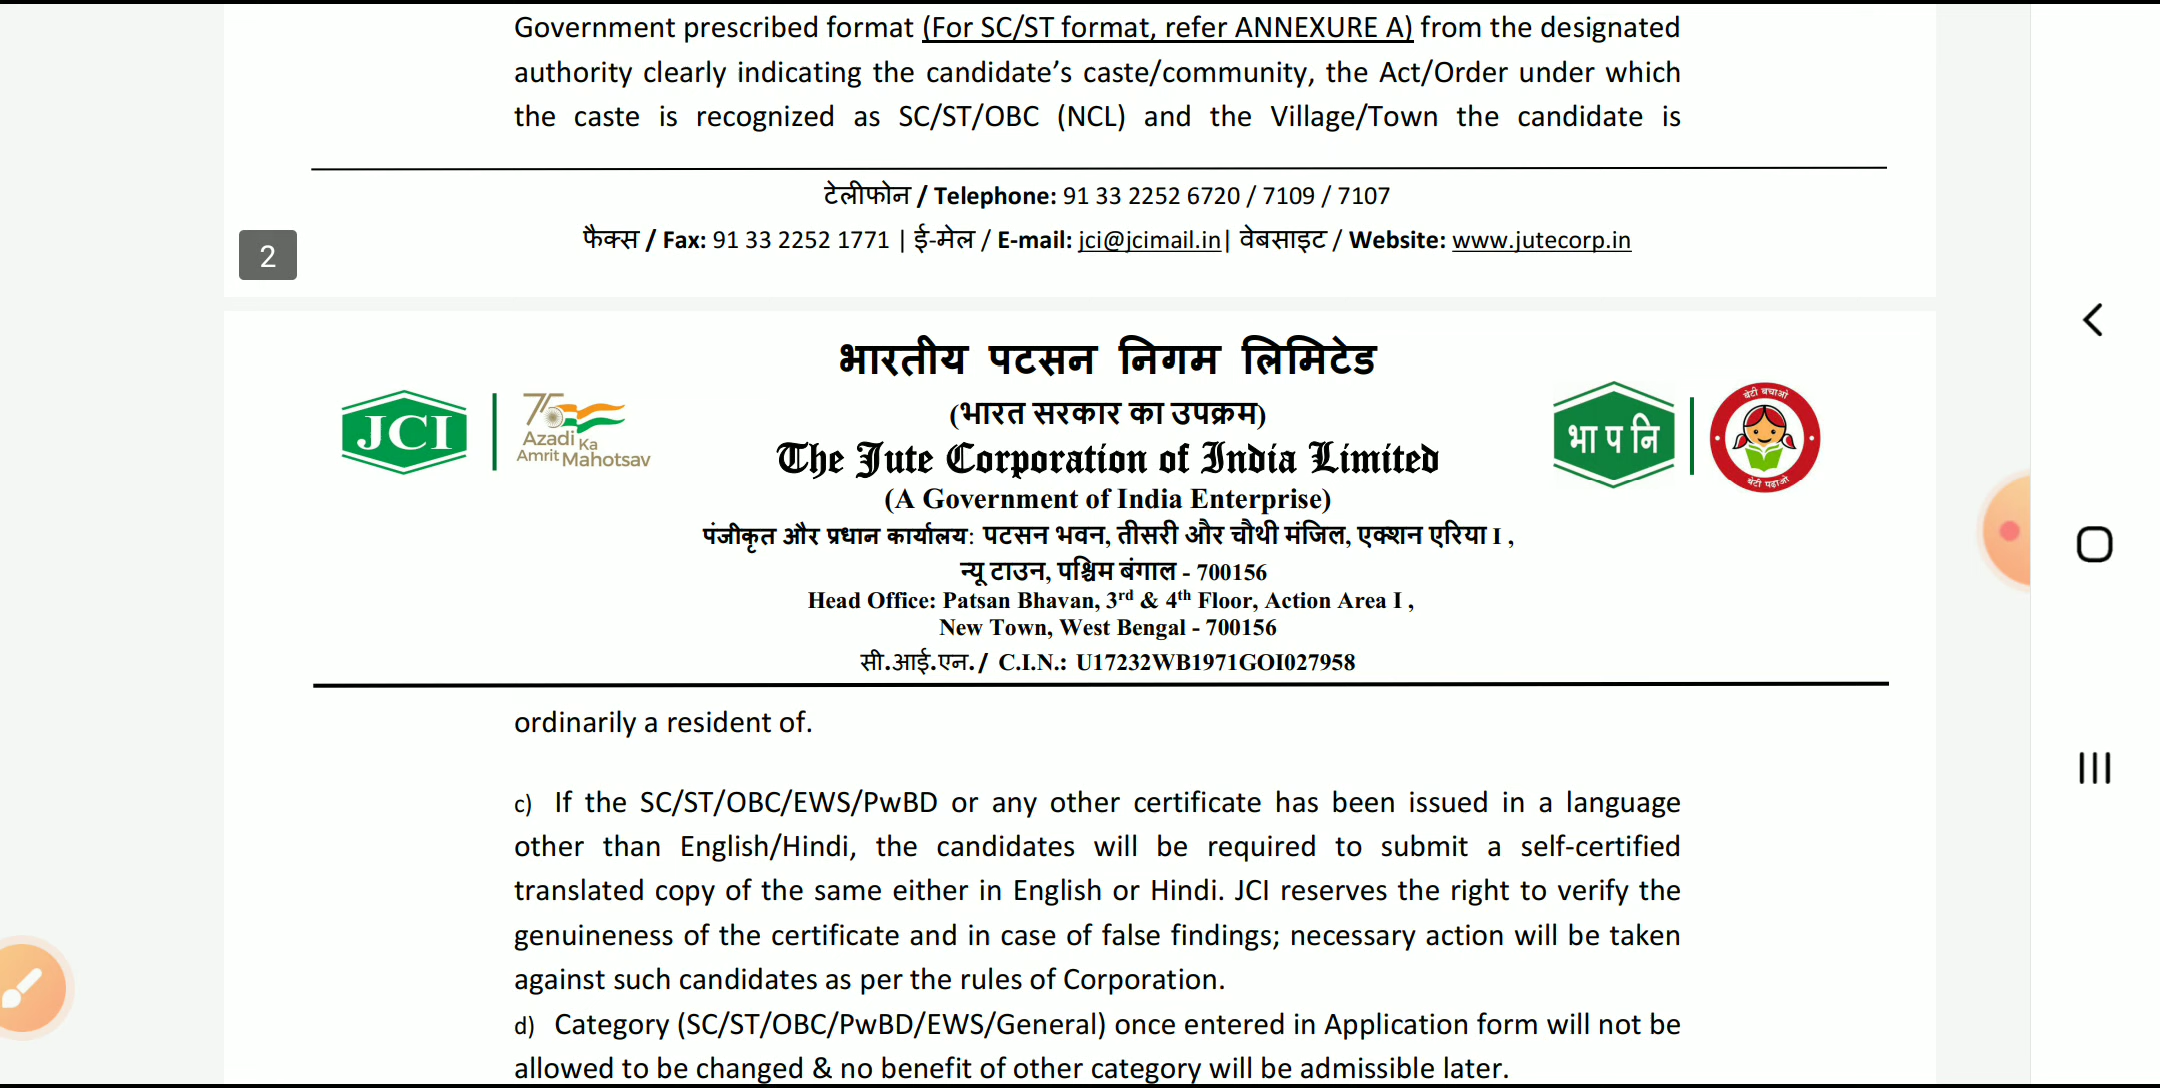 Government prescribed format (For SC/ST format, refer ANNEXURE A) from the designated
authority clearly indicating the candidate’s caste/community, the Act/Order under which
the caste is recognized as SC/ST/OBC (NCL) and the Village/Town the candidate is
टेलीफोन / Telephone: 91 33 2252 6720 / 7109 / 7107
फैक्स / Fax: 91 33 2252 1771 | ई-मेल / E-mail: jci@jcimail.in| वेबसाइट / Website: www.jutecorp.in
2
भारतीय पटसन निगम लिमिटेड
(भारत सरकार का उपक्रम)
The Jute Corporation of India Limited
(A Government of India Enterprise)
पंजीकृत और प्रधान कार्यालय: पटसन भवन, तीसरी और चौथी मंजिल, एक्शन एरिया I ,
न्यू टाउन, पश्चिम बंगाल - 700156
Head Office: Patsan Bhavan, 3rd & 4th Floor, Action Area I ,
New Town, West Bengal - 700156
सी.आई.एन./ C.I.N.: U17232WB1971GOI027958
JCI
75
Azadi Ka
Amrit Mahotsav
भा प नि
बेटी बचाओ
बेटी पढ़ाओ
ordinarily a resident of.
c) If the SC/ST/OBC/EWS/PwBD or any other certificate has been issued in a language
other than English/Hindi, the candidates will be required to submit a self-certified
translated copy of the same either in English or Hindi. JCI reserves the right to verify the
genuineness of the certificate and in case of false findings; necessary action will be taken
against such candidates as per the rules of Corporation.
d) Category (SC/ST/OBC/PwBD/EWS/General) once entered in Application form will not be
allowed to be changed & no benefit of other category will be admissible later.